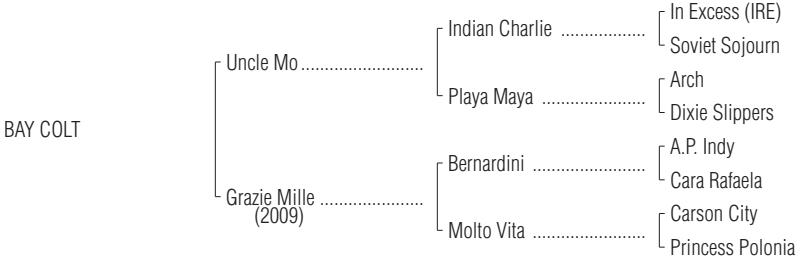 In Excess (IRE)
Indian Charlie ...................
Soviet Sojourn
Uncle Mo ..........................
Arch
Playa Maya ......................
Dixie Slippers
BAY COLT
A.P. Indy
Bernardini ........................
Cara Rafaela
Grazie Mille ......................
(2009)
Carson City
Molto Vita ........................
Princess Polonia